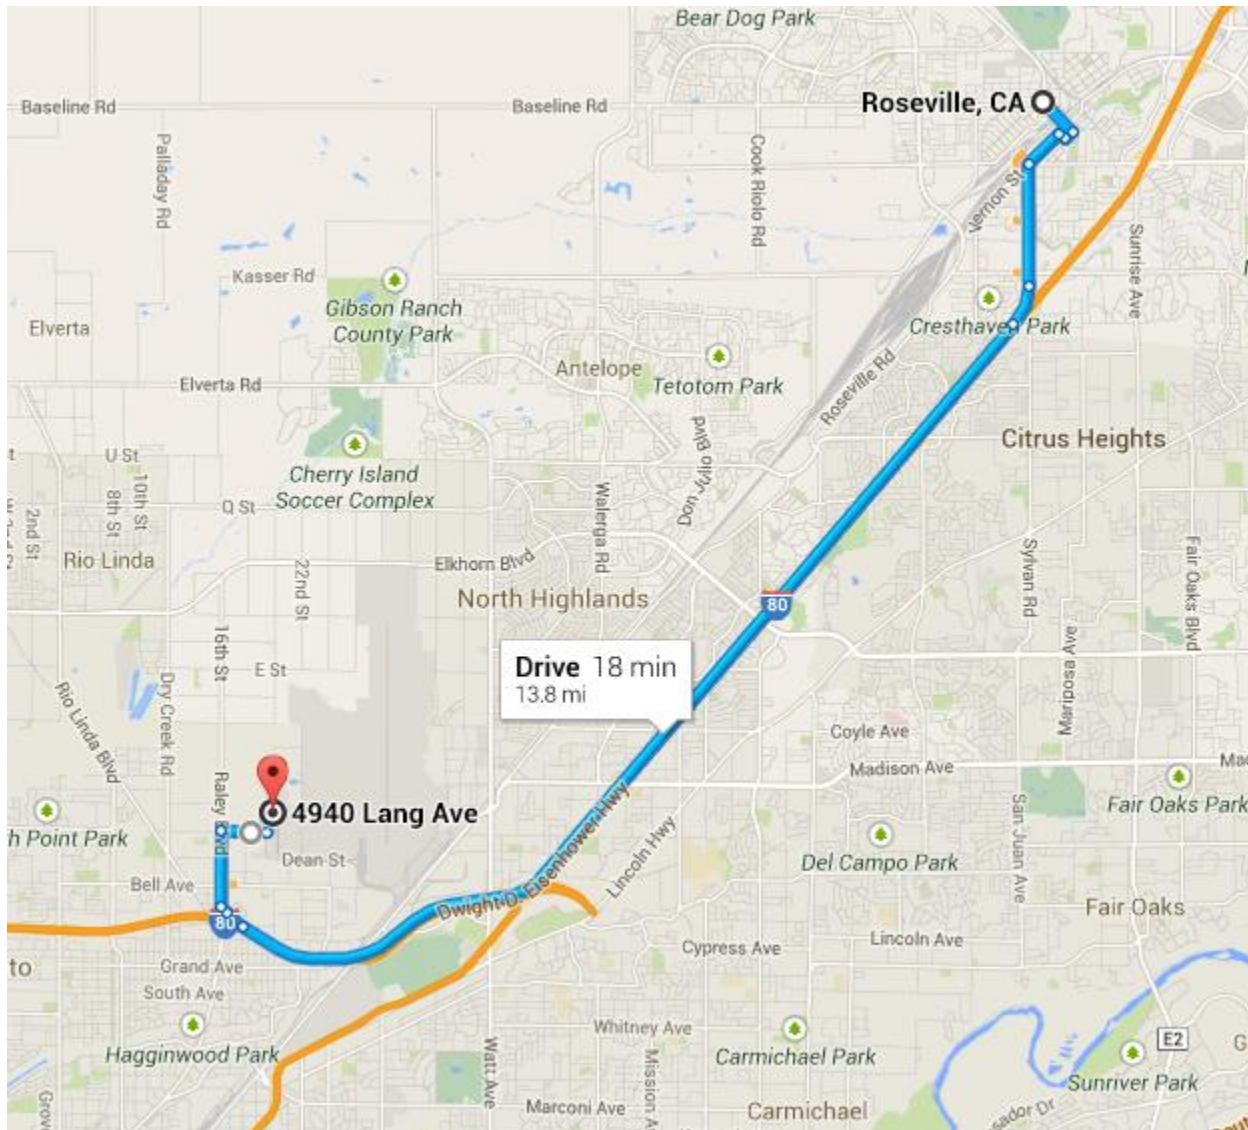 Bear Dog Park
Baseline Rd
Baseline Rd
Roseville, CA
Palladay Rd
Cook Riolo Rd
Vernon St
Sunrise Ave
Kasser Rd
Gibson Ranch
County Park
Elverta
Cresthaven Park
Antelope
Tetotom Park
Roseville Rd
Elverta Rd
Don Julio Blvd
Citrus Heights
U St
Cherry Island
Soccer Complex
10th St
8th St
Q St
2nd St
Walerga Rd
Rio Linda
Elkhorn Blvd
22nd St
Sylvan Rd
Fair Oaks Blvd
North Highlands
80
16th St
Mariposa Ave
E St
Drive 18 min
13.8 mi
Rio Linda Blvd
Dry Creek Rd
Coyle Ave
Madison Ave
Mad
Raley Blvd
4940 Lang Ave
h Point Park
Fair Oaks Park
San Juan Ave
Dwight D. Eisenhower Hwy
Lincoln Hwy
Dean St
Del Campo Park
Bell Ave
80
Fair Oaks
Cypress Ave
Lincoln Ave
to
Grand Ave
South Ave
Hagginwood Park
Whitney Ave
Carmichael Park
E2
Sunriver Park
Watt Ave
Mission A
Marconi Ave
Carmichael
sador Dr
Grove